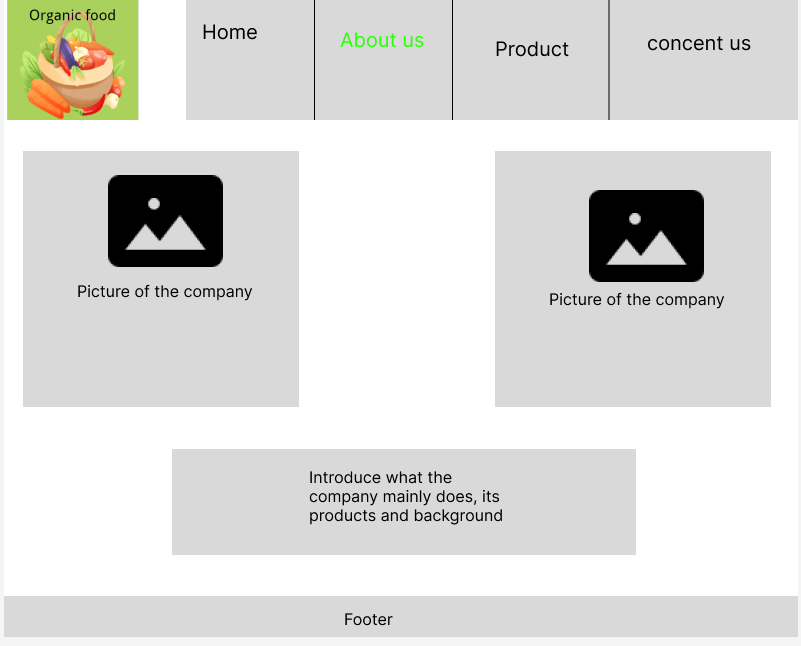 Organic food
Home
About us
Product
concent us
Picture of the company
Picture of the company
Introduce what the
company mainly does, its
products and background
Footer